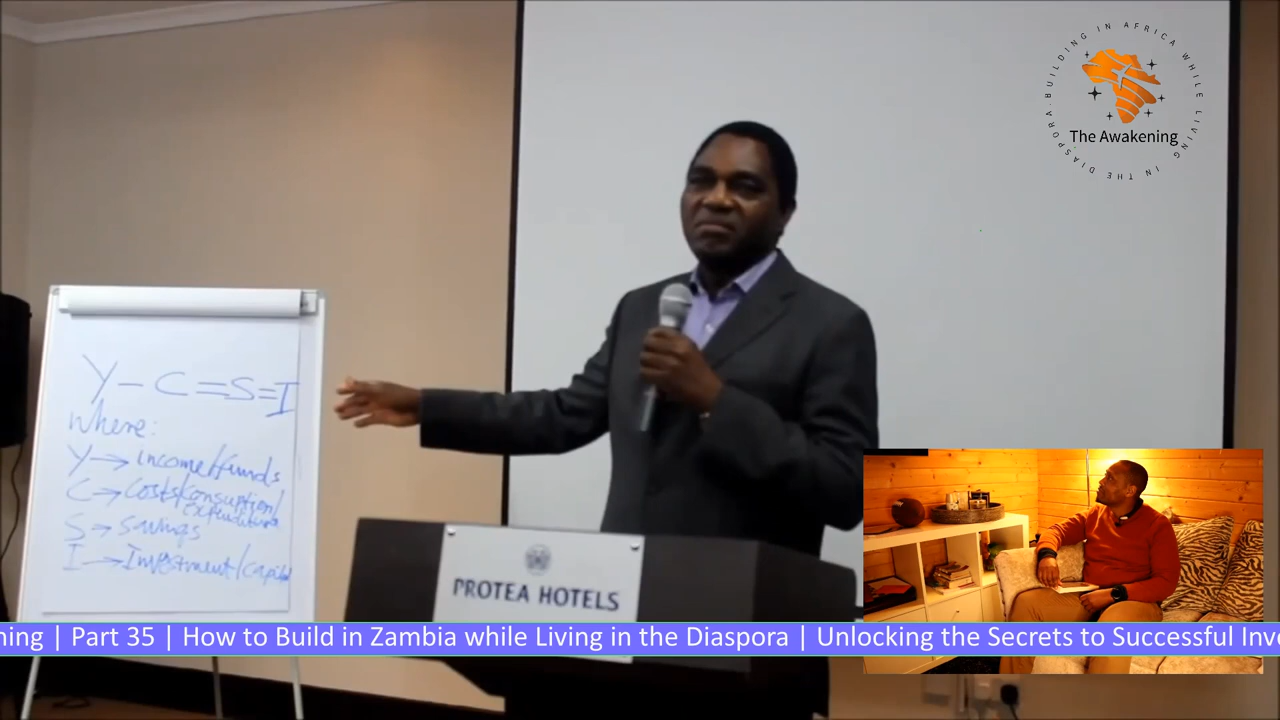 BUILDING IN AFRICA WHILE LIVING IN THE DIASPORA
The Awakening
Y - C = S = I
Where:
Y → income/funds
C → costs/consuption/
expenditure
S → savings
I → Investment/capital
PROTEA HOTELS
ning | Part 35 | How to Build in Zambia while Living in the Diaspora | Unlocking the Secrets to Successful Inve